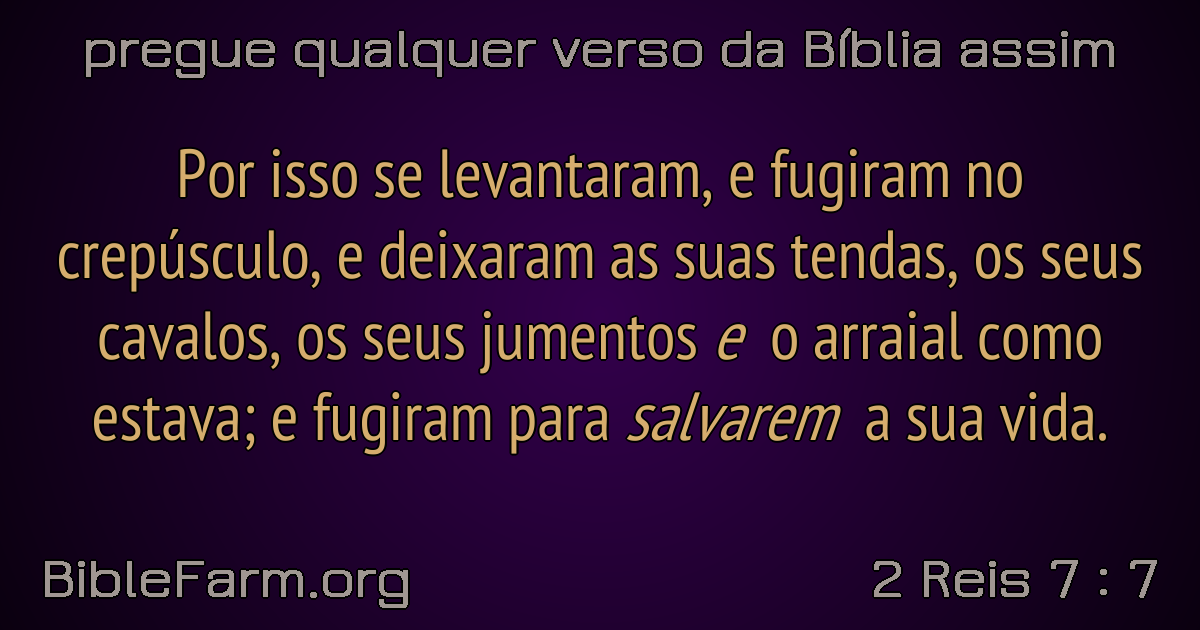 pregue qualquer verso da Bíblia assim
Por isso se levantaram, e fugiram no
crepúsculo, e deixaram as suas tendas, os seus
cavalos, os seus jumentos e o arraial como
estava; e fugiram para salvarem a sua vida.
BibleFarm.org
2 Reis 7 : 7